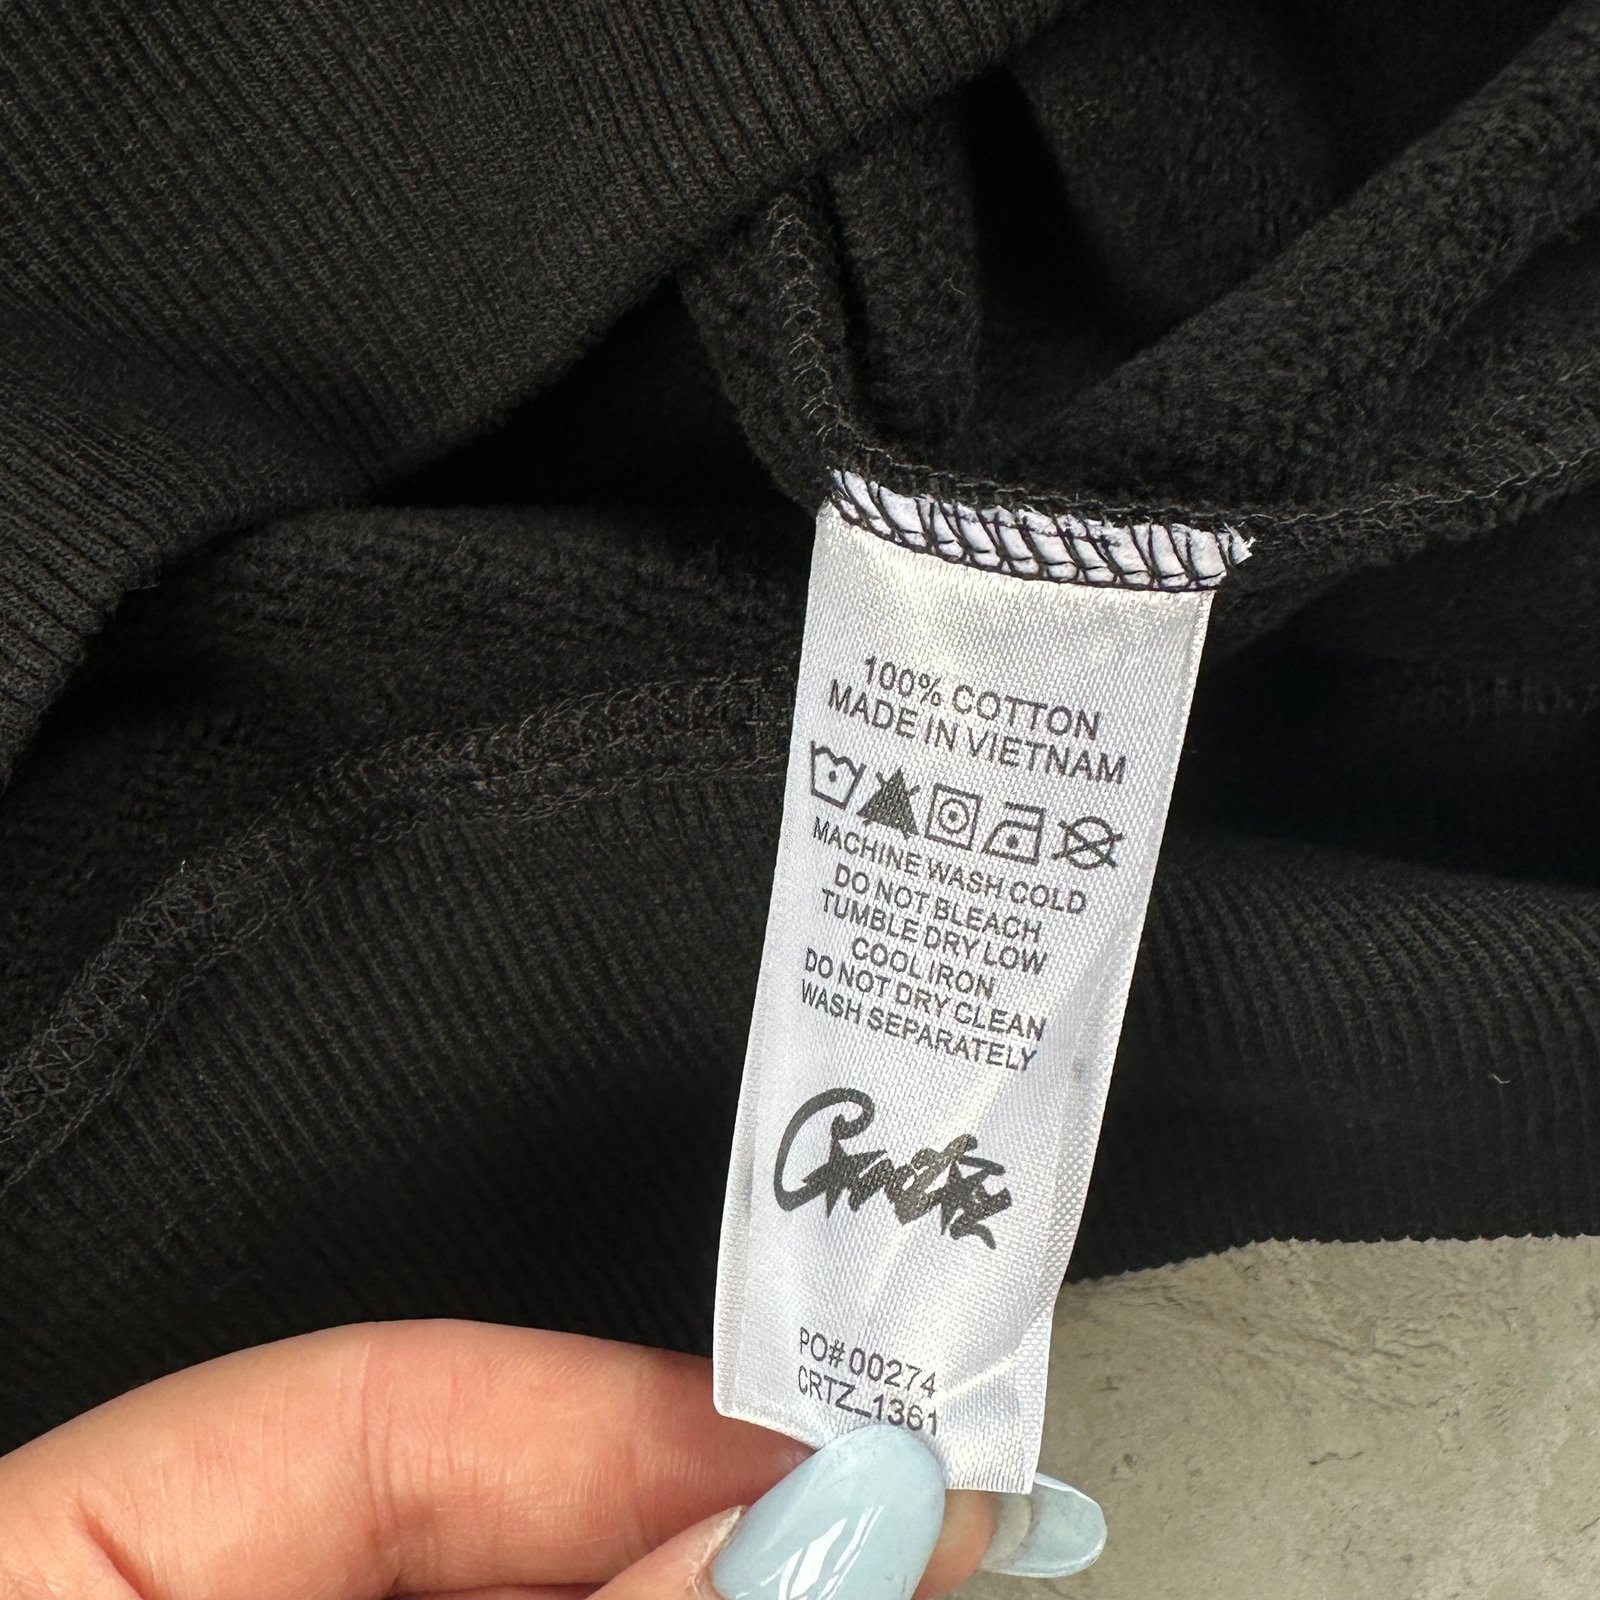 100% COTTON
MADE IN VIETNAM
MACHINE WASH COLD
DO NOT BLEACH
TUMBLE DRY LOW
COOL IRON
DO NOT DRY CLEAN
WASH SEPARATELY
Corteiz
PO# 00274
CRTZ_1361